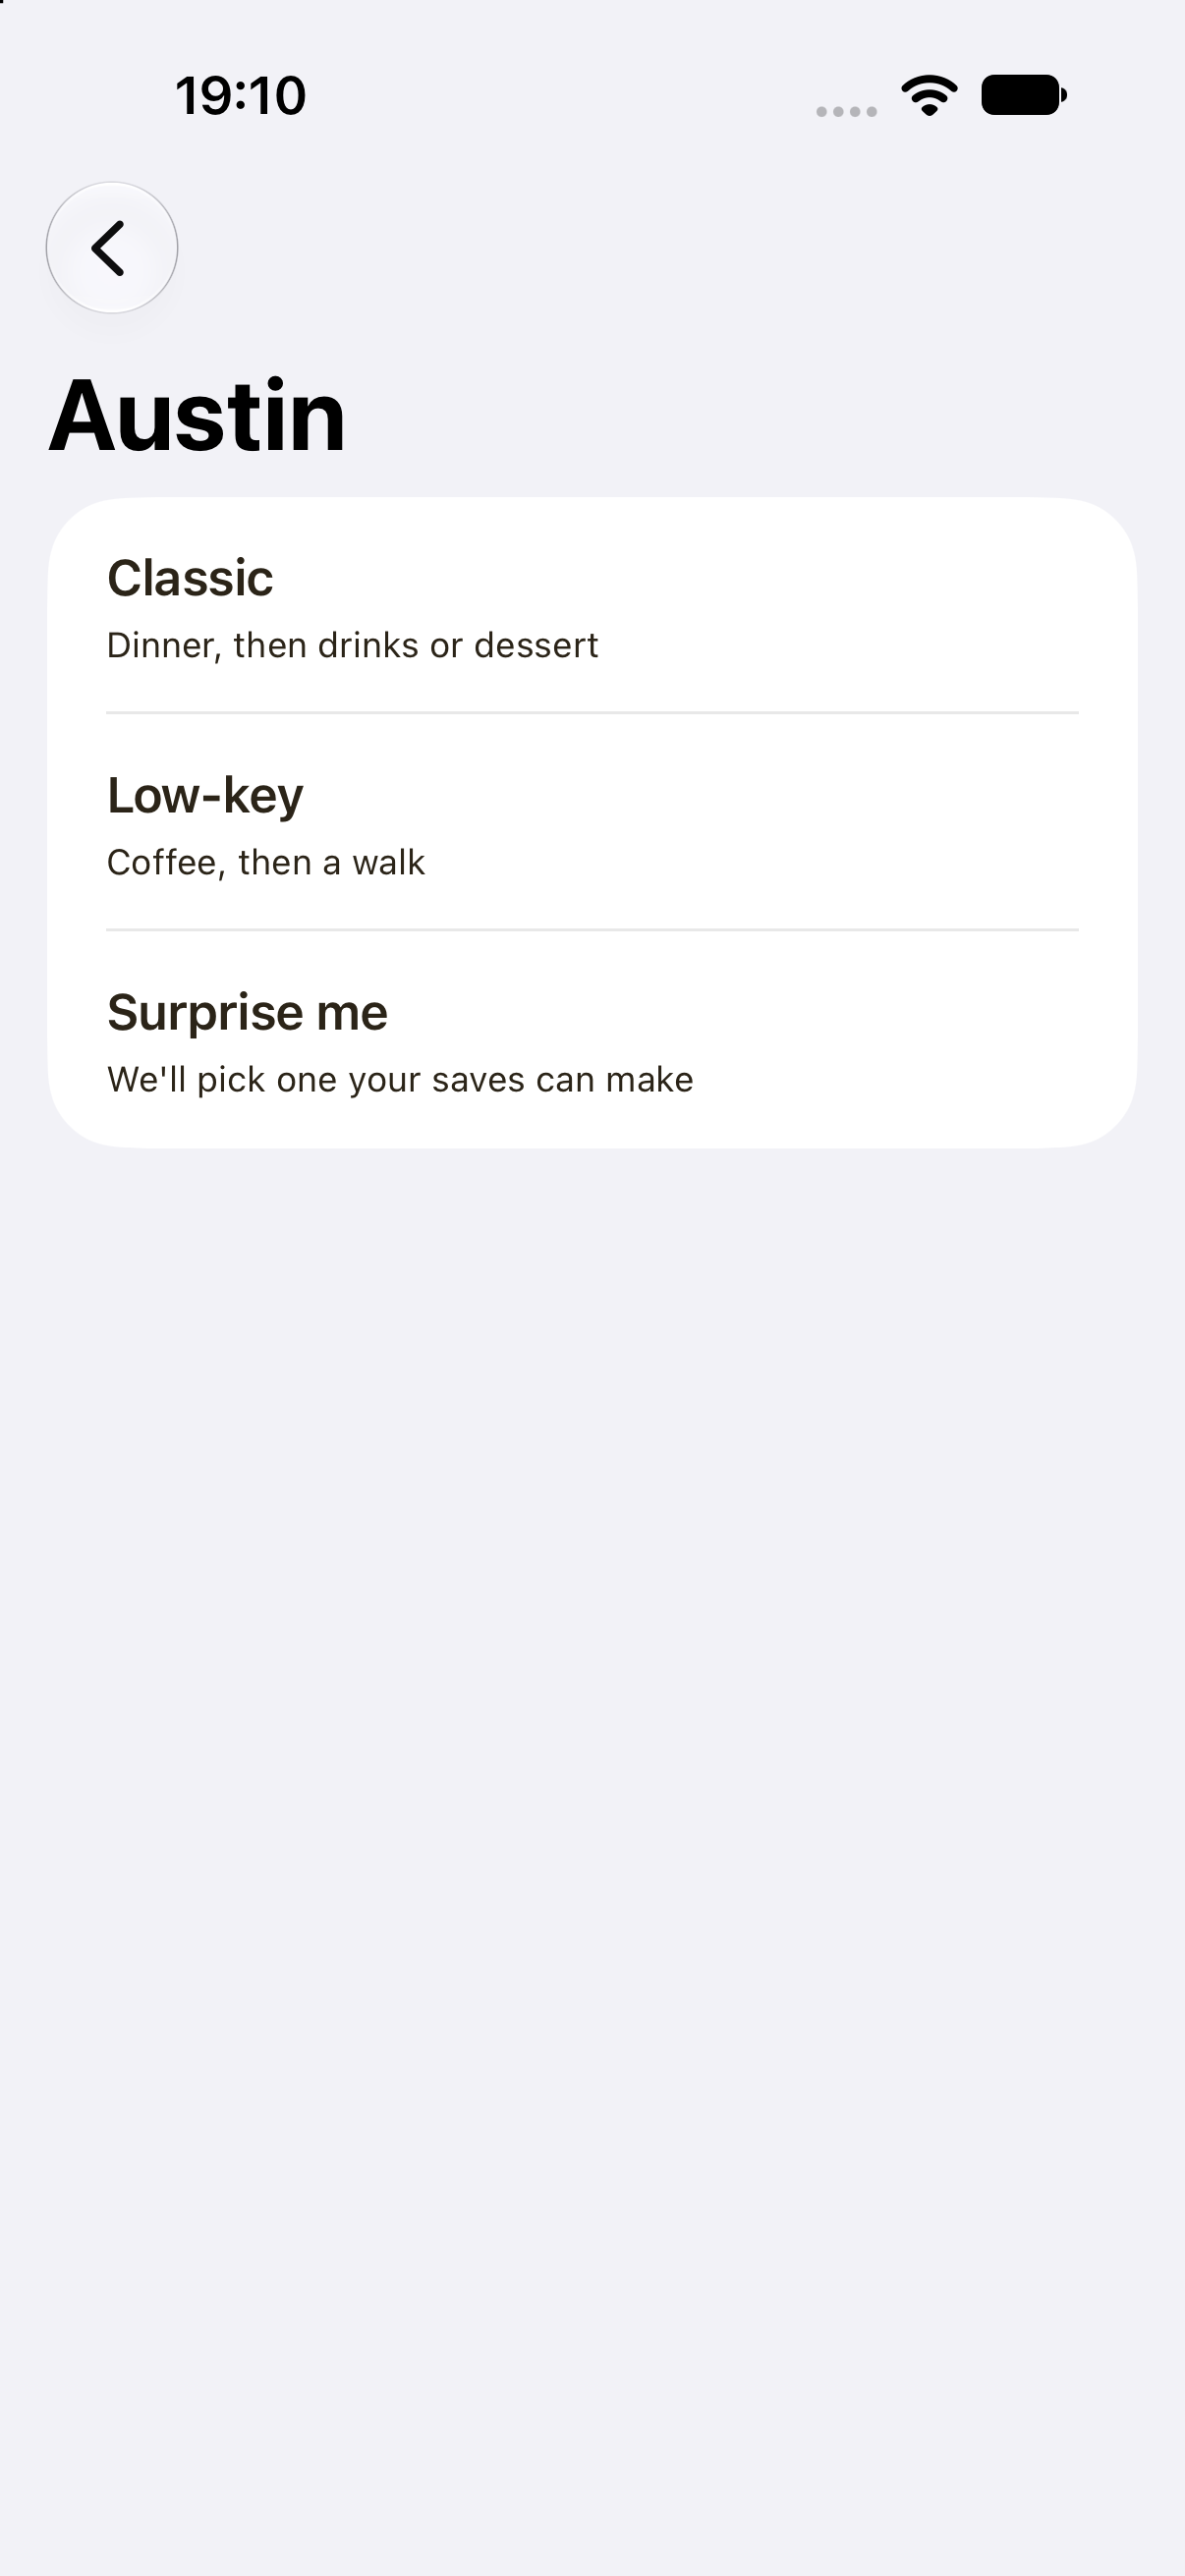 19:10
Austin
Classic
Dinner, then drinks or dessert
Low-key
Coffee, then a walk
Surprise me
We'll pick one your saves can make